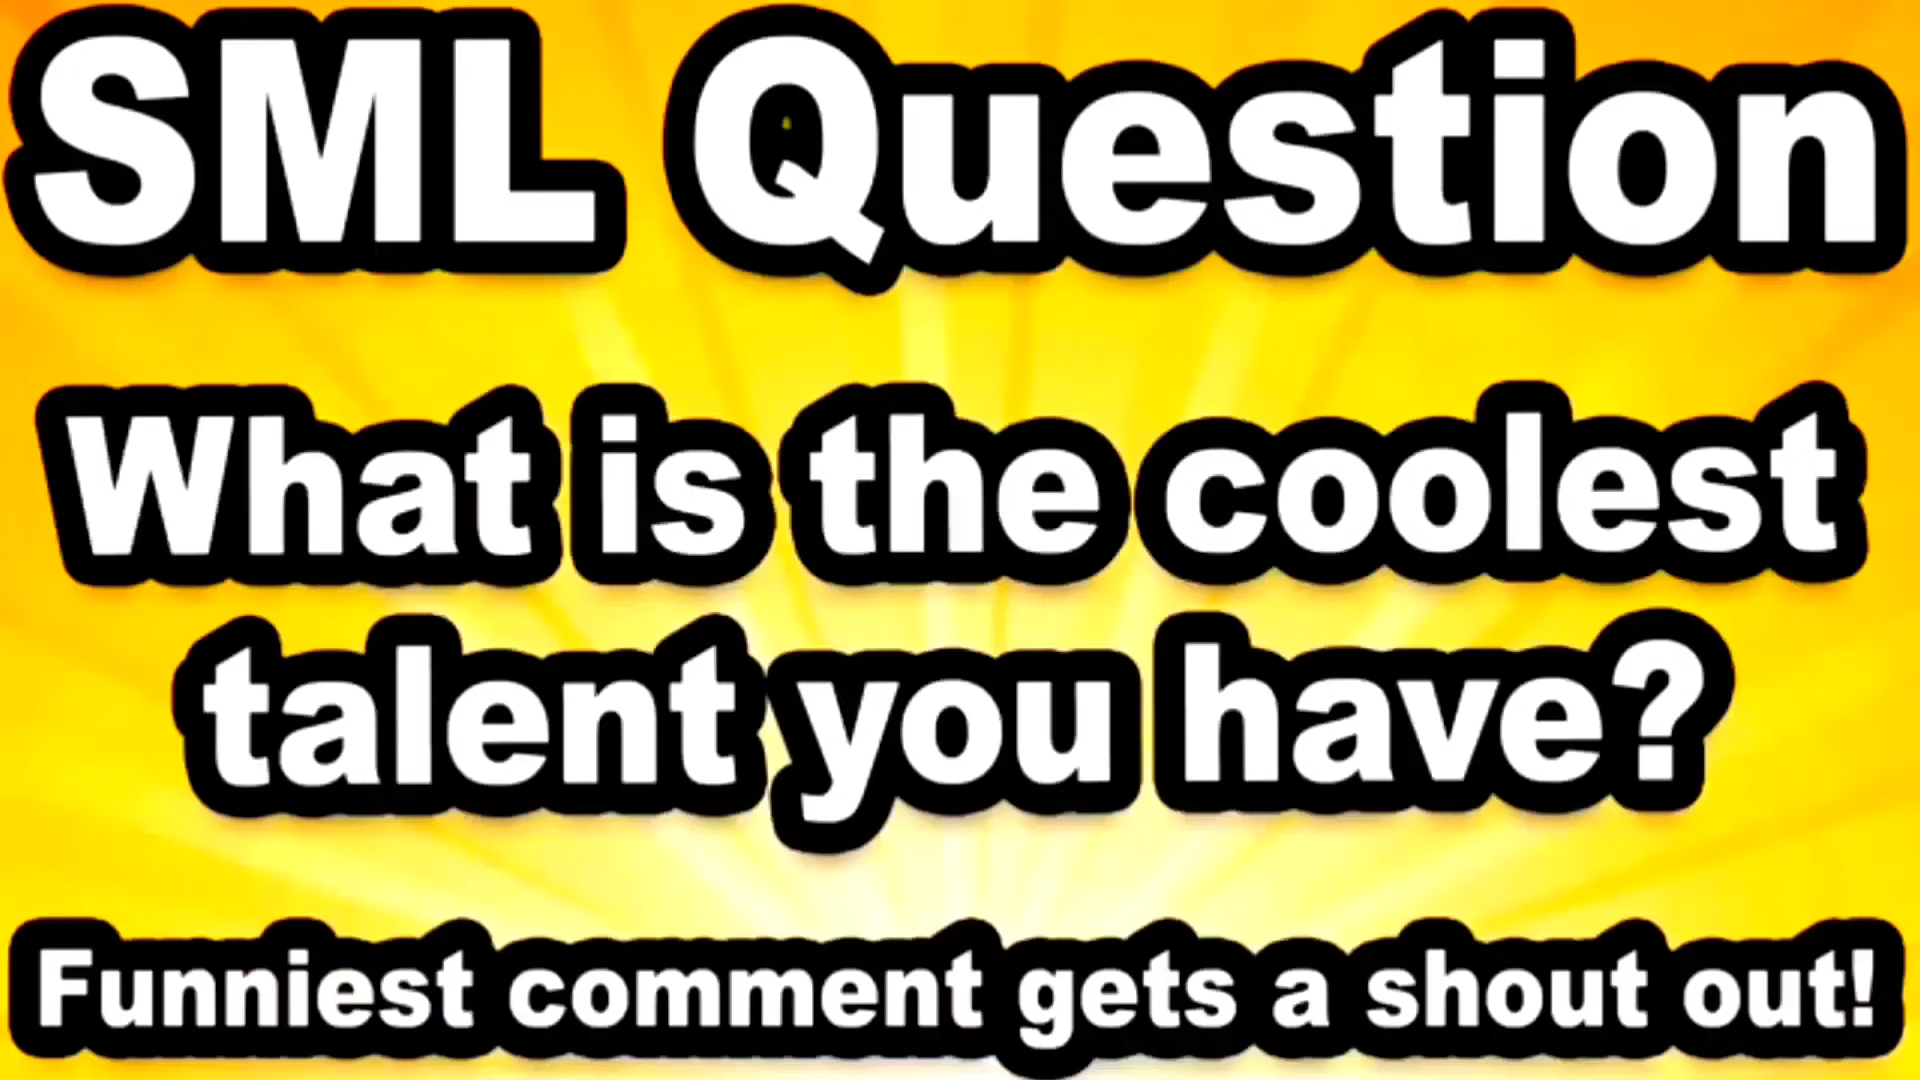 SML Question
What is the coolest
talent you have?
Funniest comment gets a shout out!